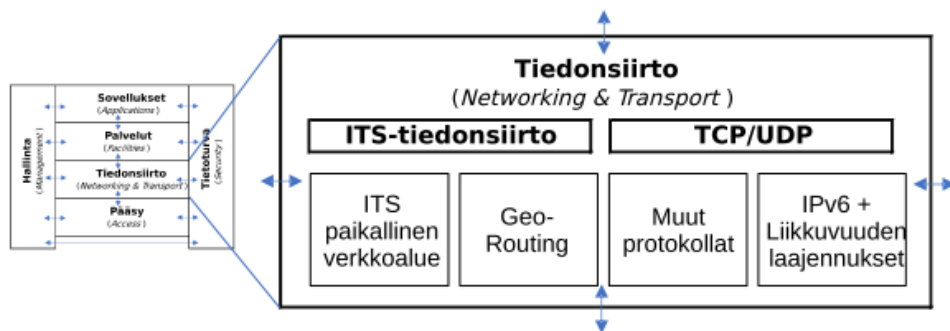 Hallinta
(Management)
Sovellukset
(Applications)
Palvelut
(Facilities)
Tiedonsiirto
(Networking & Transport)
Pääsy
(Access)
Tietoturva
(Security)
Tiedonsiirto
(Networking & Transport )
ITS-tiedonsiirto
TCP/UDP
ITS
paikallinen
verkkoalue
Geo-
Routing
Muut
protokollat
IPv6 +
Liikkuvuuden
laajennukset